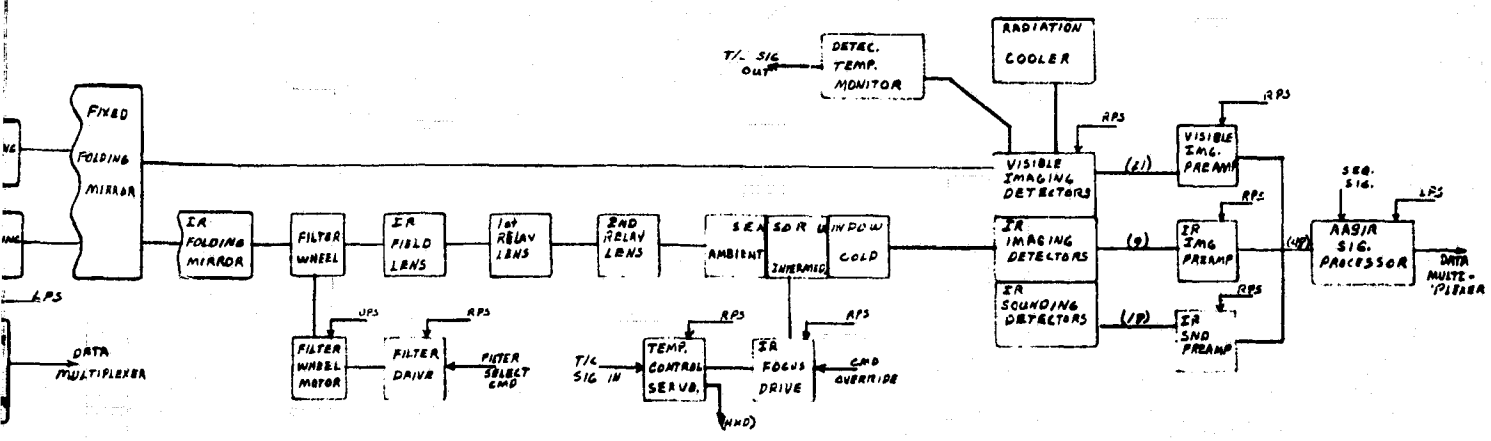 RADIATION
COOLER
DETEC.
TEMP.
MONITOR
T/L SIG
OUT
FIXED
FOLDING
MIRROR
NG
RPS
VISIBLE
IMAGING
DETECTORS
RPS
VISIBLE
IMG.
PREAMP
SEQ.
SIG.
LPS
IR
FOLDING
MIRROR
FILTER
WHEEL
IR
FIELD
LENS
1ST
RELAY
LENS
2ND
RELAY
LENS
SENSOR WINDOW
AMBIENT
INTERMED.
COLD
IR
IMAGING
DETECTORS
(9)
RPS
IR
IMG
PREAMP
AASIR
SIG.
PROCESSOR
DATA
MULTI-
PLEXER
ING
LPS
DATA
MULTIPLEXER
FILTER
WHEEL
MOTOR
RPS
FILTER
DRIVE
FILTER
SELECT
CMD
T/C
SIG IN
RPS
TEMP.
CONTROL
SERVO.
RPS
IR
FOCUS
DRIVE
CMD
OVERRIDE
IR
SOUNDING
DETECTORS
(18)
RPS
IR
SND
PREAMP